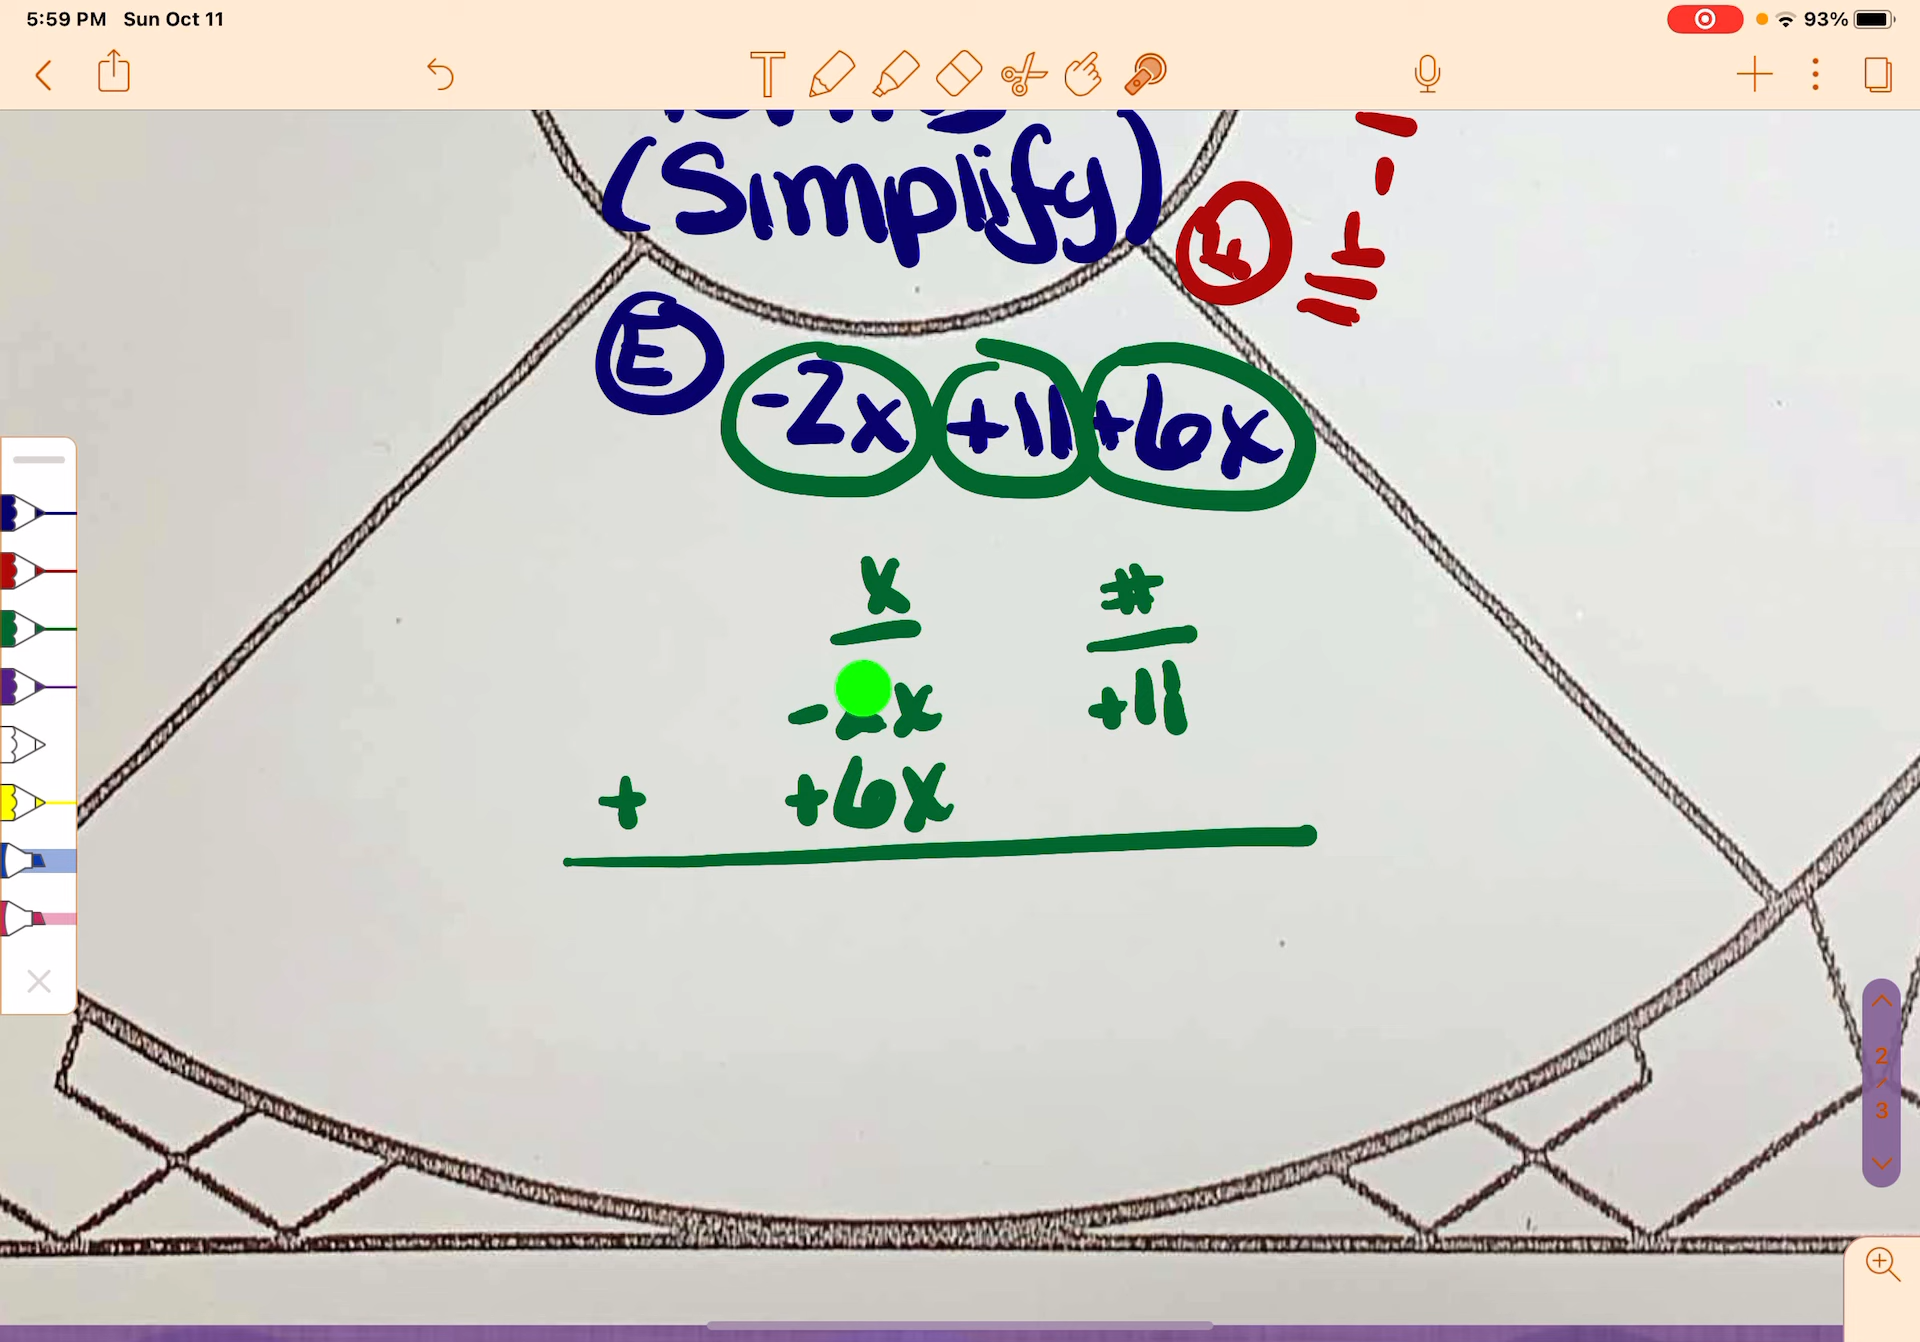 5:59 PM Sun Oct 11
93%
(Simplify)
E
-2x +11 +6x
x #
-2x +11
+ +6x
2
/
3